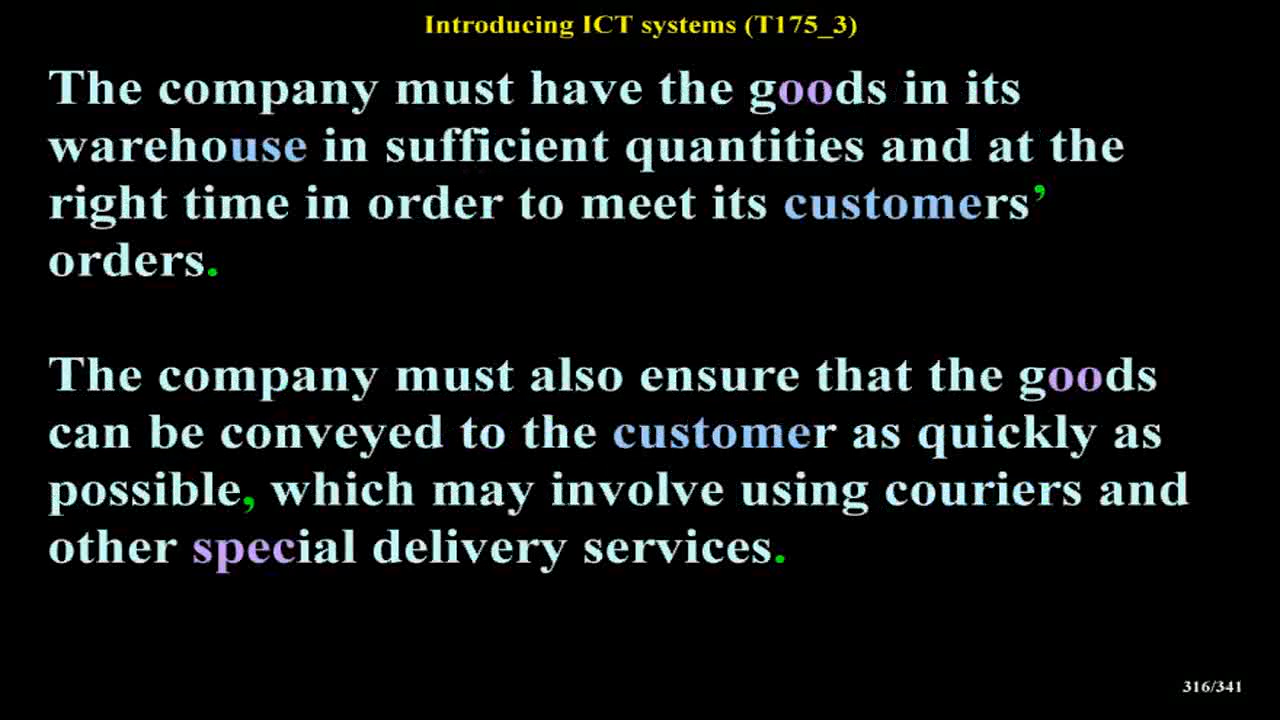 Introducing ICT systems (T175_3)
The company must have the goods in its
warehouse in sufficient quantities and at the
right time in order to meet its customers’
orders.
The company must also ensure that the goods
can be conveyed to the customer as quickly as
possible, which may involve using couriers and
other special delivery services.
316/341